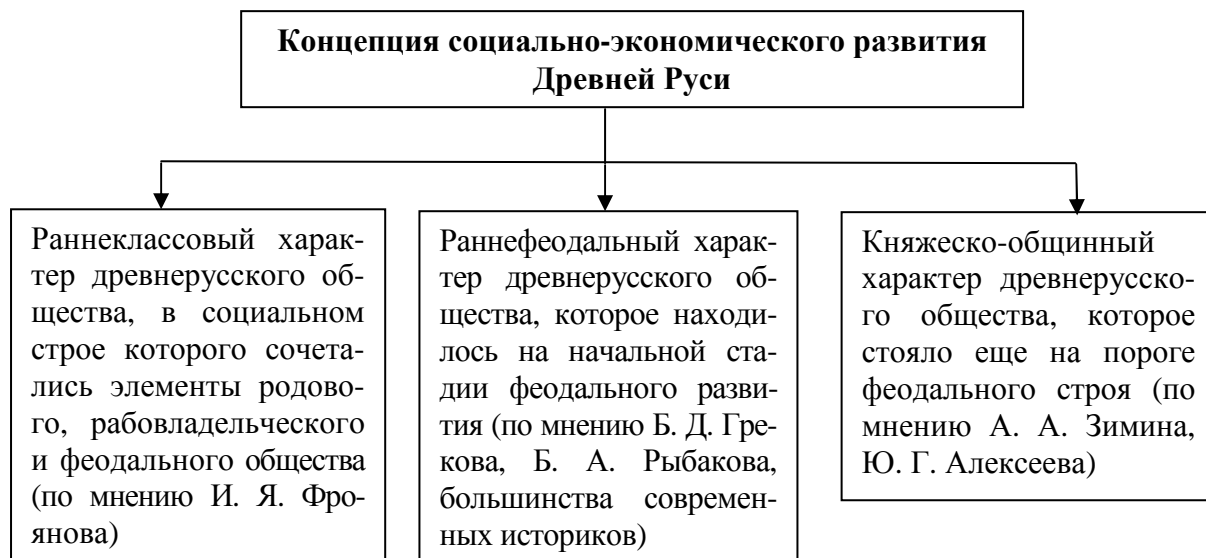 Концепция социально-экономического развития
Древней Руси
Раннеклассовый харак-
тер древнерусского об-
щества, в социальном
строе которого сочета-
лись элементы родово-
го, рабовладельческого
и феодального общества
(по мнению И. Я. Фро-
янова)
Раннефеодальный харак-
тер древнерусского об-
щества, которое находи-
лось на начальной ста-
дии феодального разви-
тия (по мнению Б. Д. Гре-
кова, Б. А. Рыбакова,
большинства современ-
ных историков)
Княжеско-общинный
характер древнерусско-
го общества, которое
стояло еще на пороге
феодального строя (по
мнению А. А. Зимина,
Ю. Г. Алексеева)